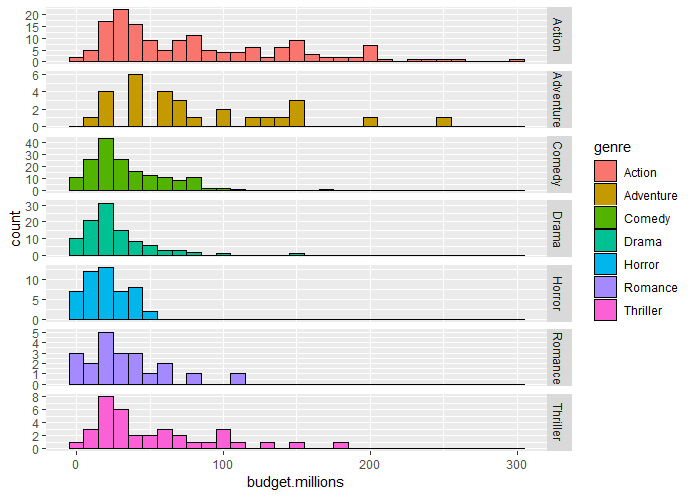 20
15
10
5
0
Action
6
4
2
0
Adventure
40
30
20
10
0
Comedy
30
20
10
0
Drama
10
5
0
Horror
5
4
3
2
1
0
Romance
8
6
4
2
0
Thriller
count
0 100 200 300
budget.millions
genre
Action
Adventure
Comedy
Drama
Horror
Romance
Thriller